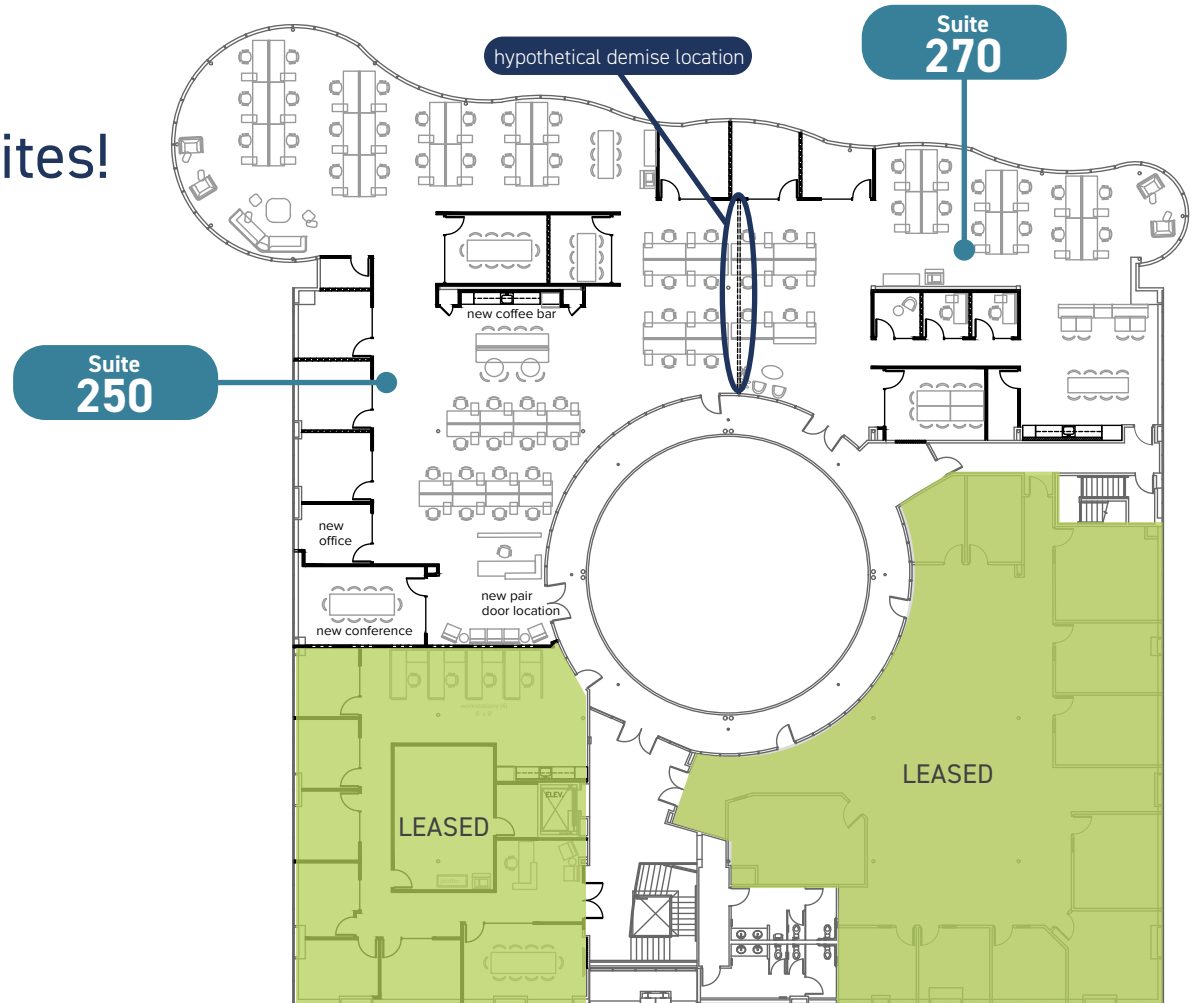 ites!
hypothetical demise location
Suite
270
Suite
250
new coffee bar
new
office
new pair
door location
new conference
LEASED
LEASED
ELEV.